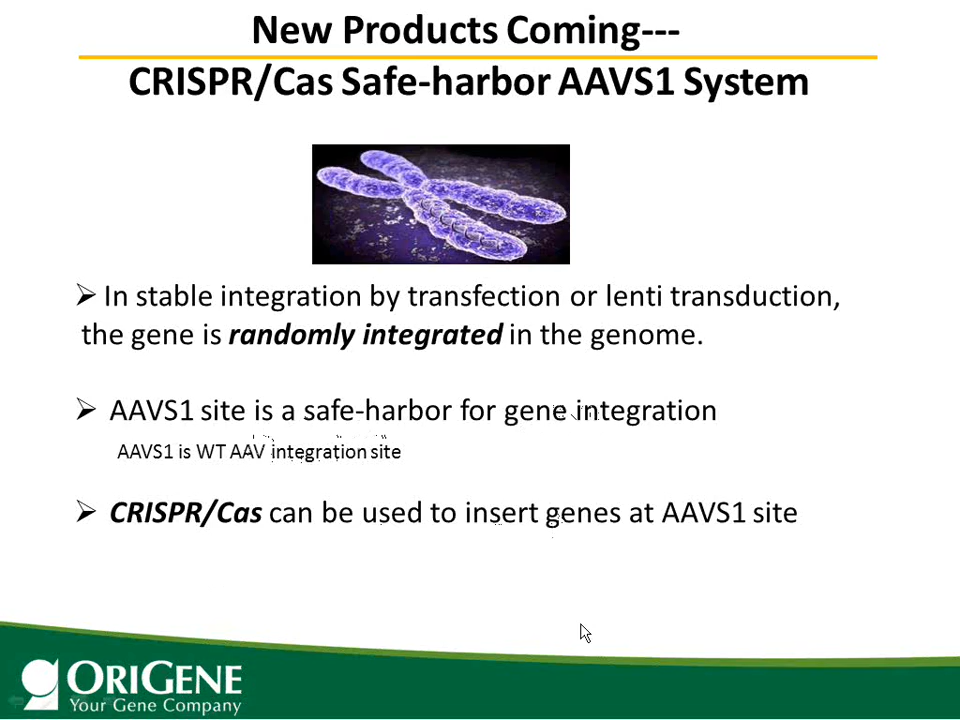 New Products Coming---
CRISPR/Cas Safe-harbor AAVS1 System
➢ In stable integration by transfection or lenti transduction,
the gene is randomly integrated in the genome.
➢ AAVS1 site is a safe-harbor for gene integration
AAVS1 is WT AAV integration site
➢ CRISPR/Cas can be used to insert genes at AAVS1 site
ORIGENE
Your Gene Company